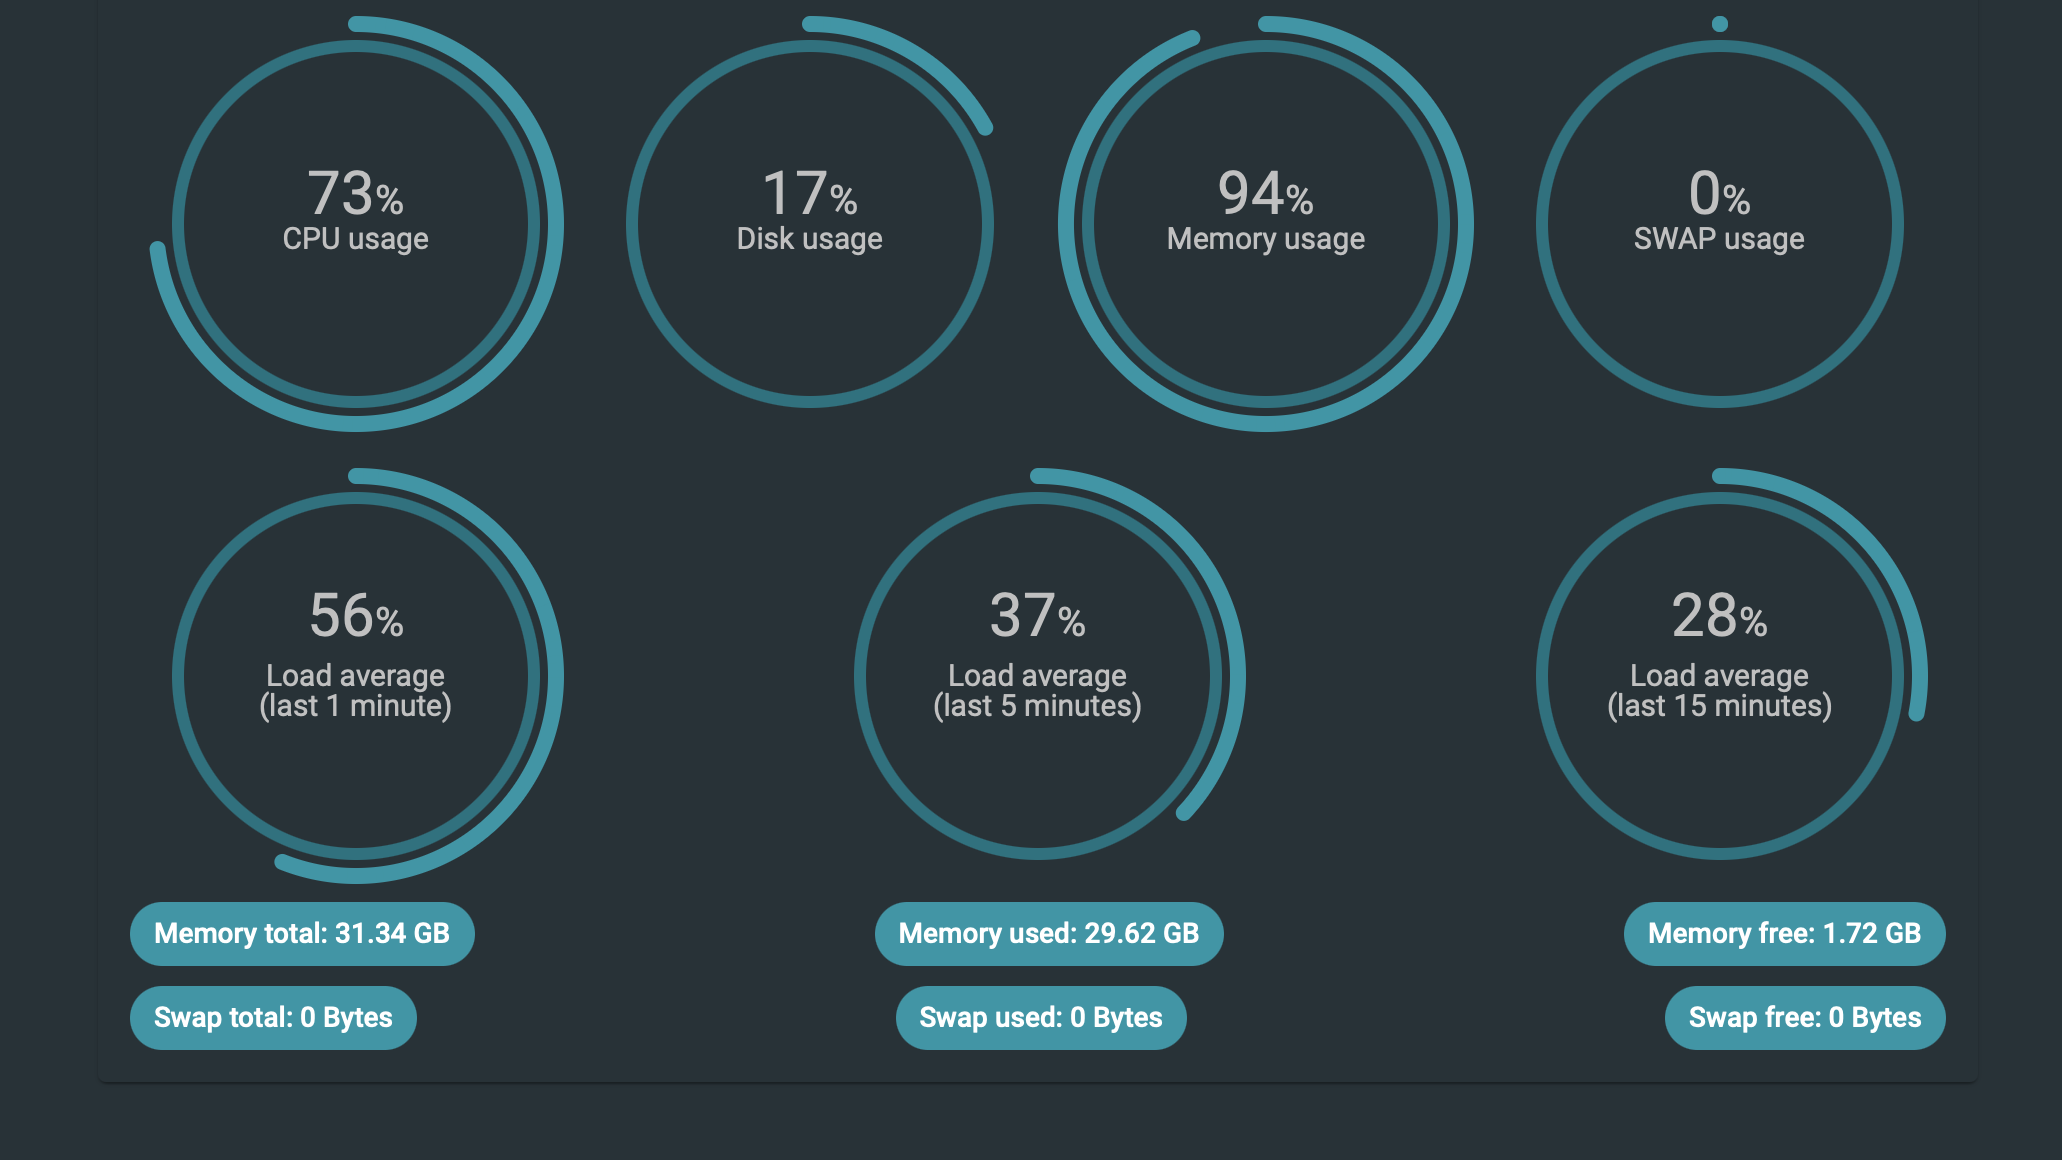 73%
CPU usage
17%
Disk usage
94%
Memory usage
0%
SWAP usage
56%
Load average
(last 1 minute)
37%
Load average
(last 5 minutes)
28%
Load average
(last 15 minutes)
Memory total: 31.34 GB
Memory used: 29.62 GB
Memory free: 1.72 GB
Swap total: 0 Bytes
Swap used: 0 Bytes
Swap free: 0 Bytes